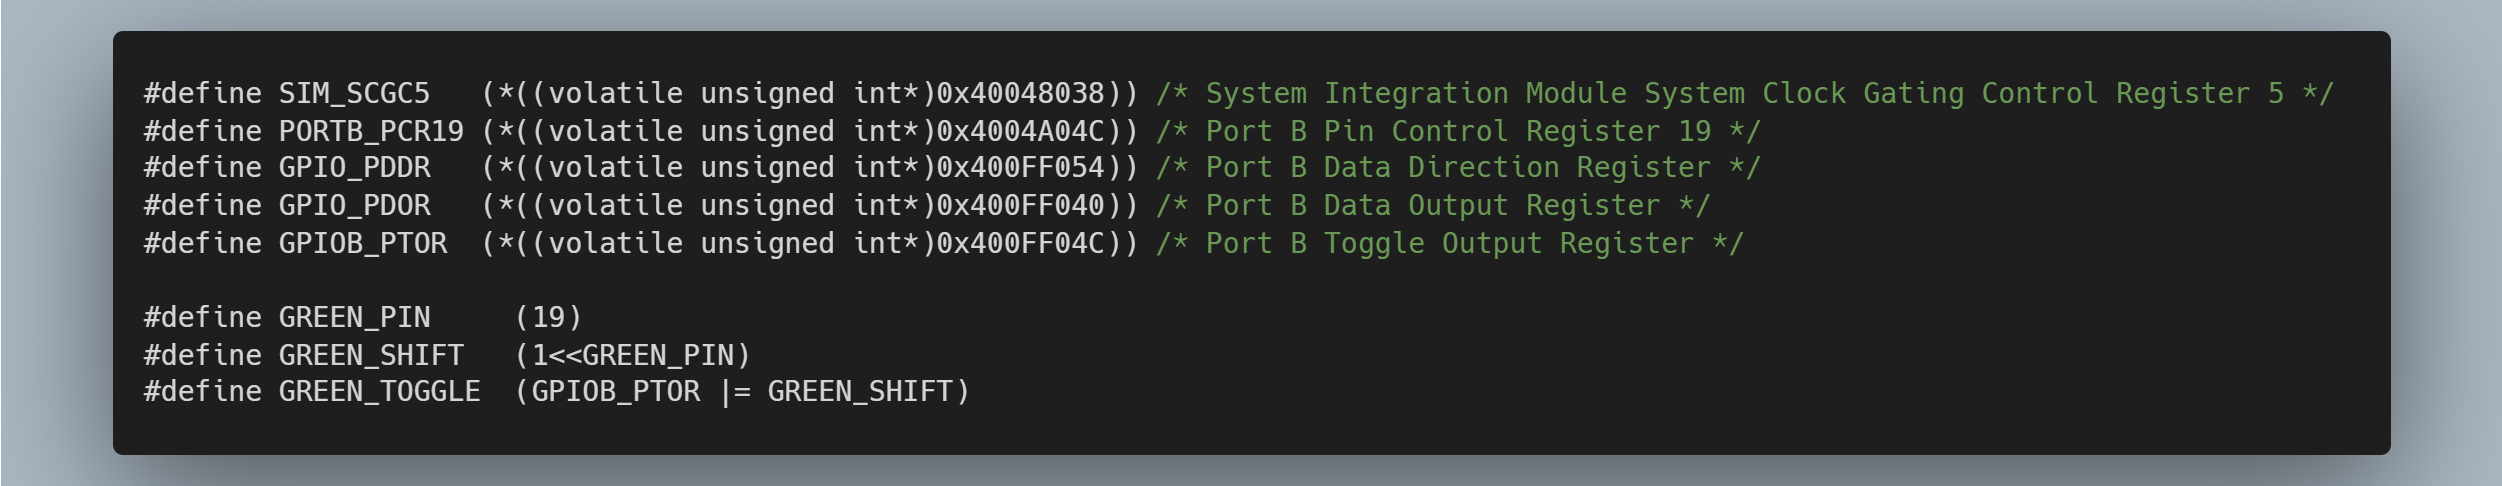 #define SIM_SCGC5   (*((volatile unsigned int*)0x40048038)) /* System Integration Module System Clock Gating Control Register 5 */
#define PORTB_PCR19 (*((volatile unsigned int*)0x4004A04C)) /* Port B Pin Control Register 19 */
#define GPIO_PDDR   (*((volatile unsigned int*)0x400FF054)) /* Port B Data Direction Register */
#define GPIO_PDOR   (*((volatile unsigned int*)0x400FF040)) /* Port B Data Output Register */
#define GPIOB_PTOR  (*((volatile unsigned int*)0x400FF04C)) /* Port B Toggle Output Register */

#define GREEN_PIN     (19)
#define GREEN_SHIFT   (1<<GREEN_PIN)
#define GREEN_TOGGLE  (GPIOB_PTOR |= GREEN_SHIFT)